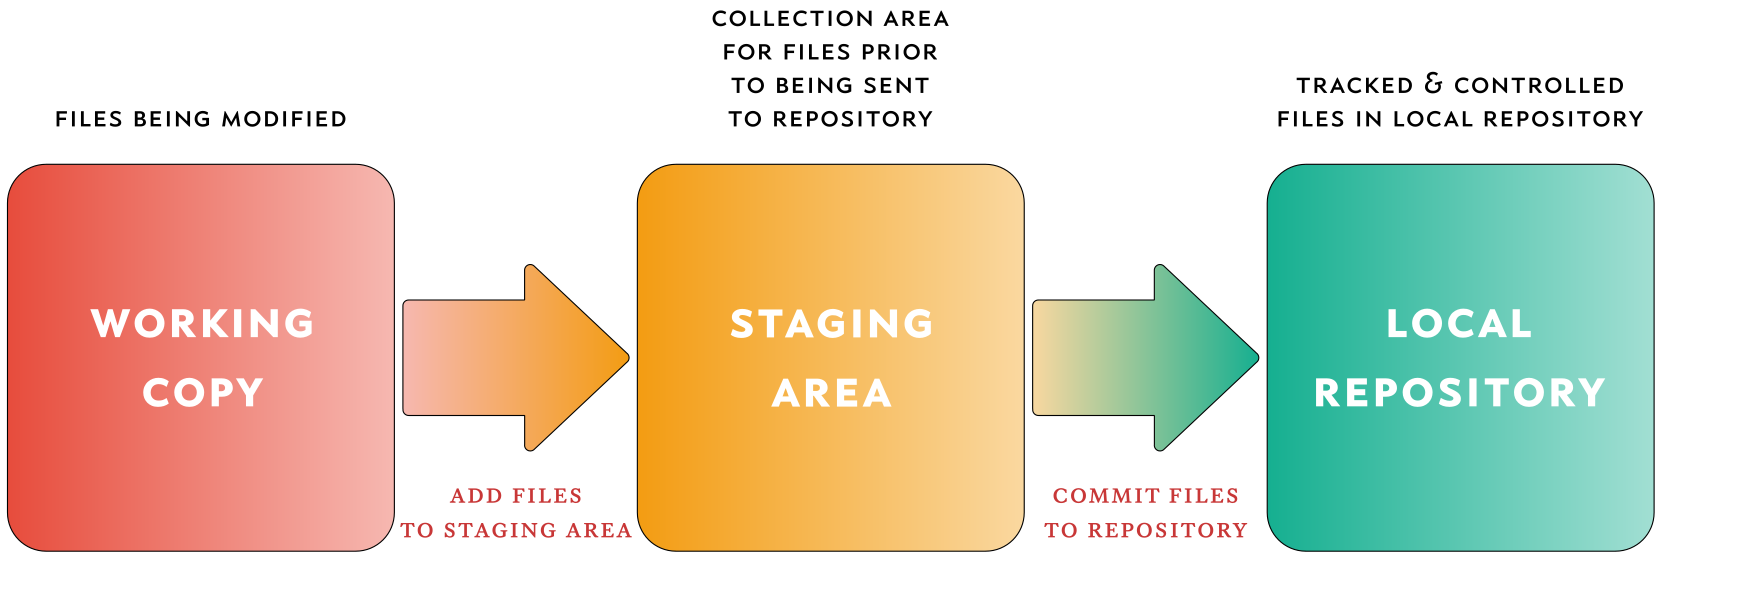 FILES BEING MODIFIED
COLLECTION AREA
FOR FILES PRIOR
TO BEING SENT
TO REPOSITORY
TRACKED & CONTROLLED
FILES IN LOCAL REPOSITORY
WORKING
COPY
ADD FILES
TO STAGING AREA
STAGING
AREA
COMMIT FILES
TO REPOSITORY
LOCAL
REPOSITORY